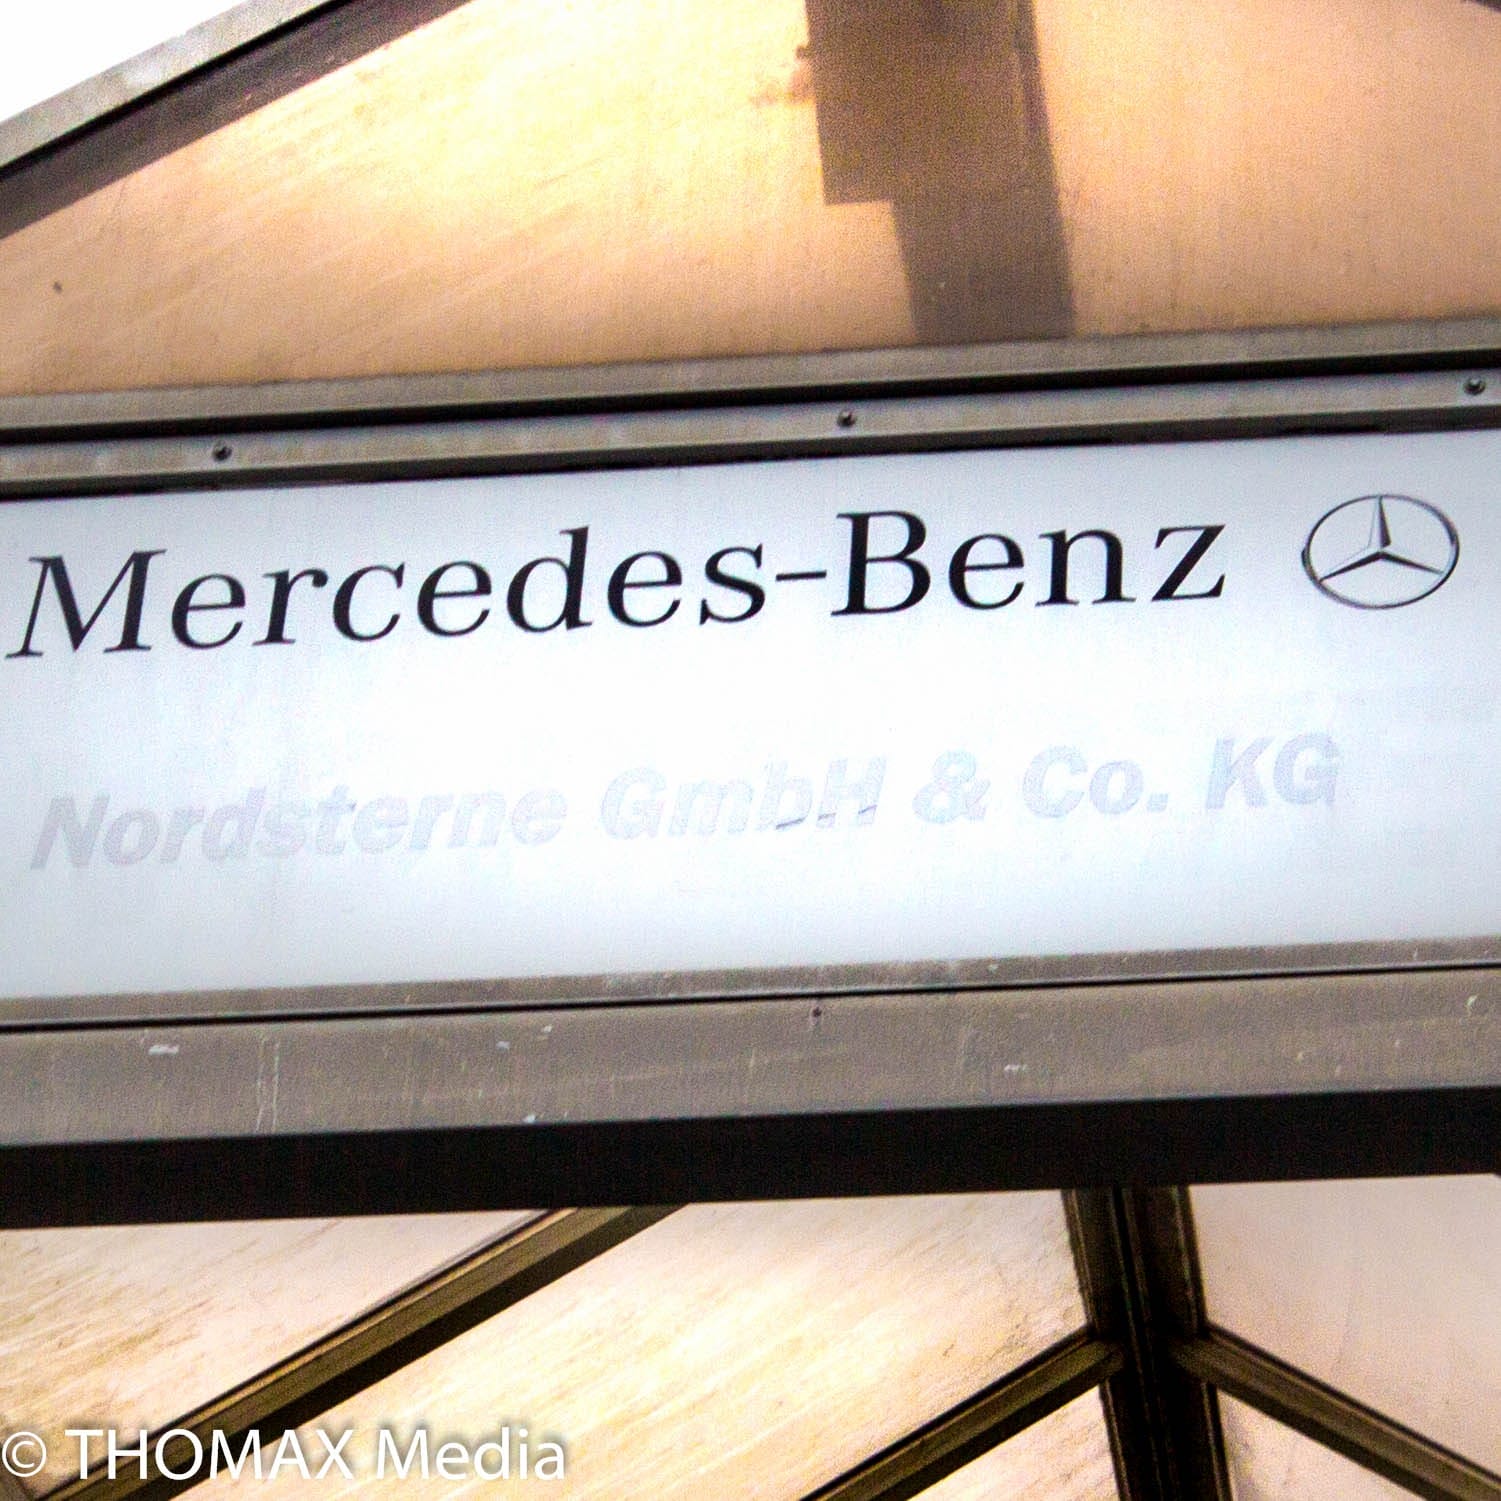 Mercedes-Benz
Nordsterne GmbH & Co. KG
© THOMAX Media